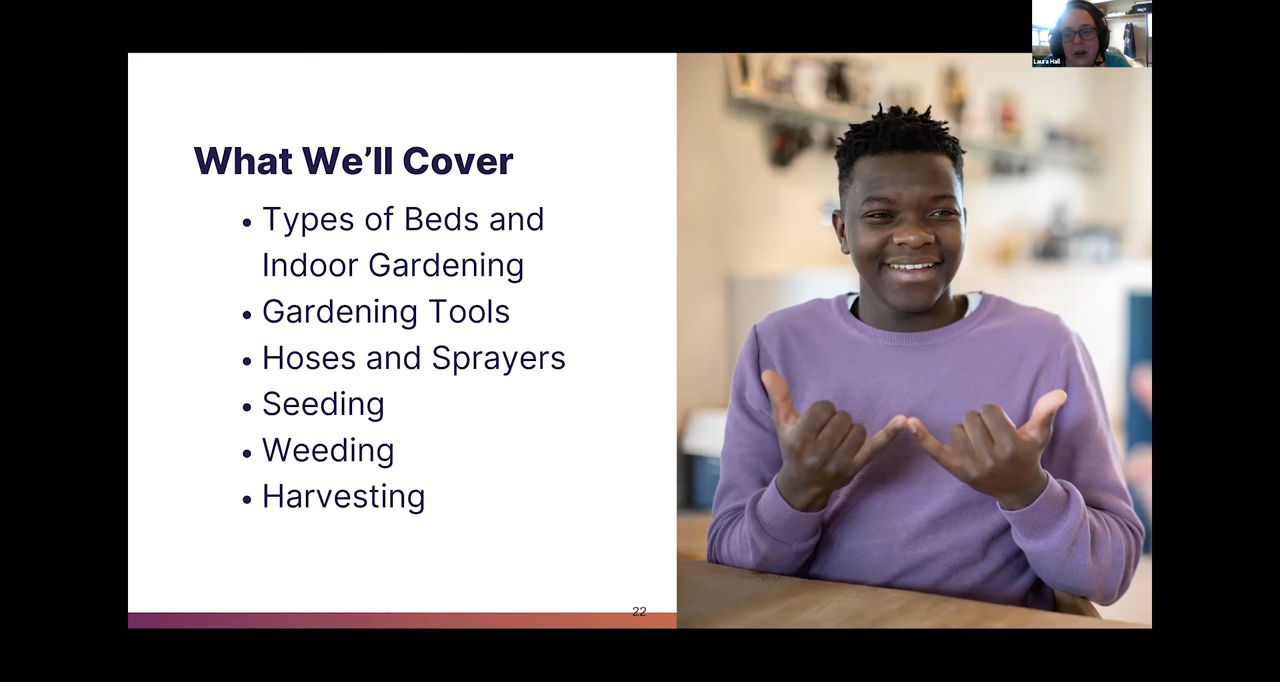 Laura Hall
What We’ll Cover
• Types of Beds and
Indoor Gardening
• Gardening Tools
• Hoses and Sprayers
• Seeding
• Weeding
• Harvesting
22